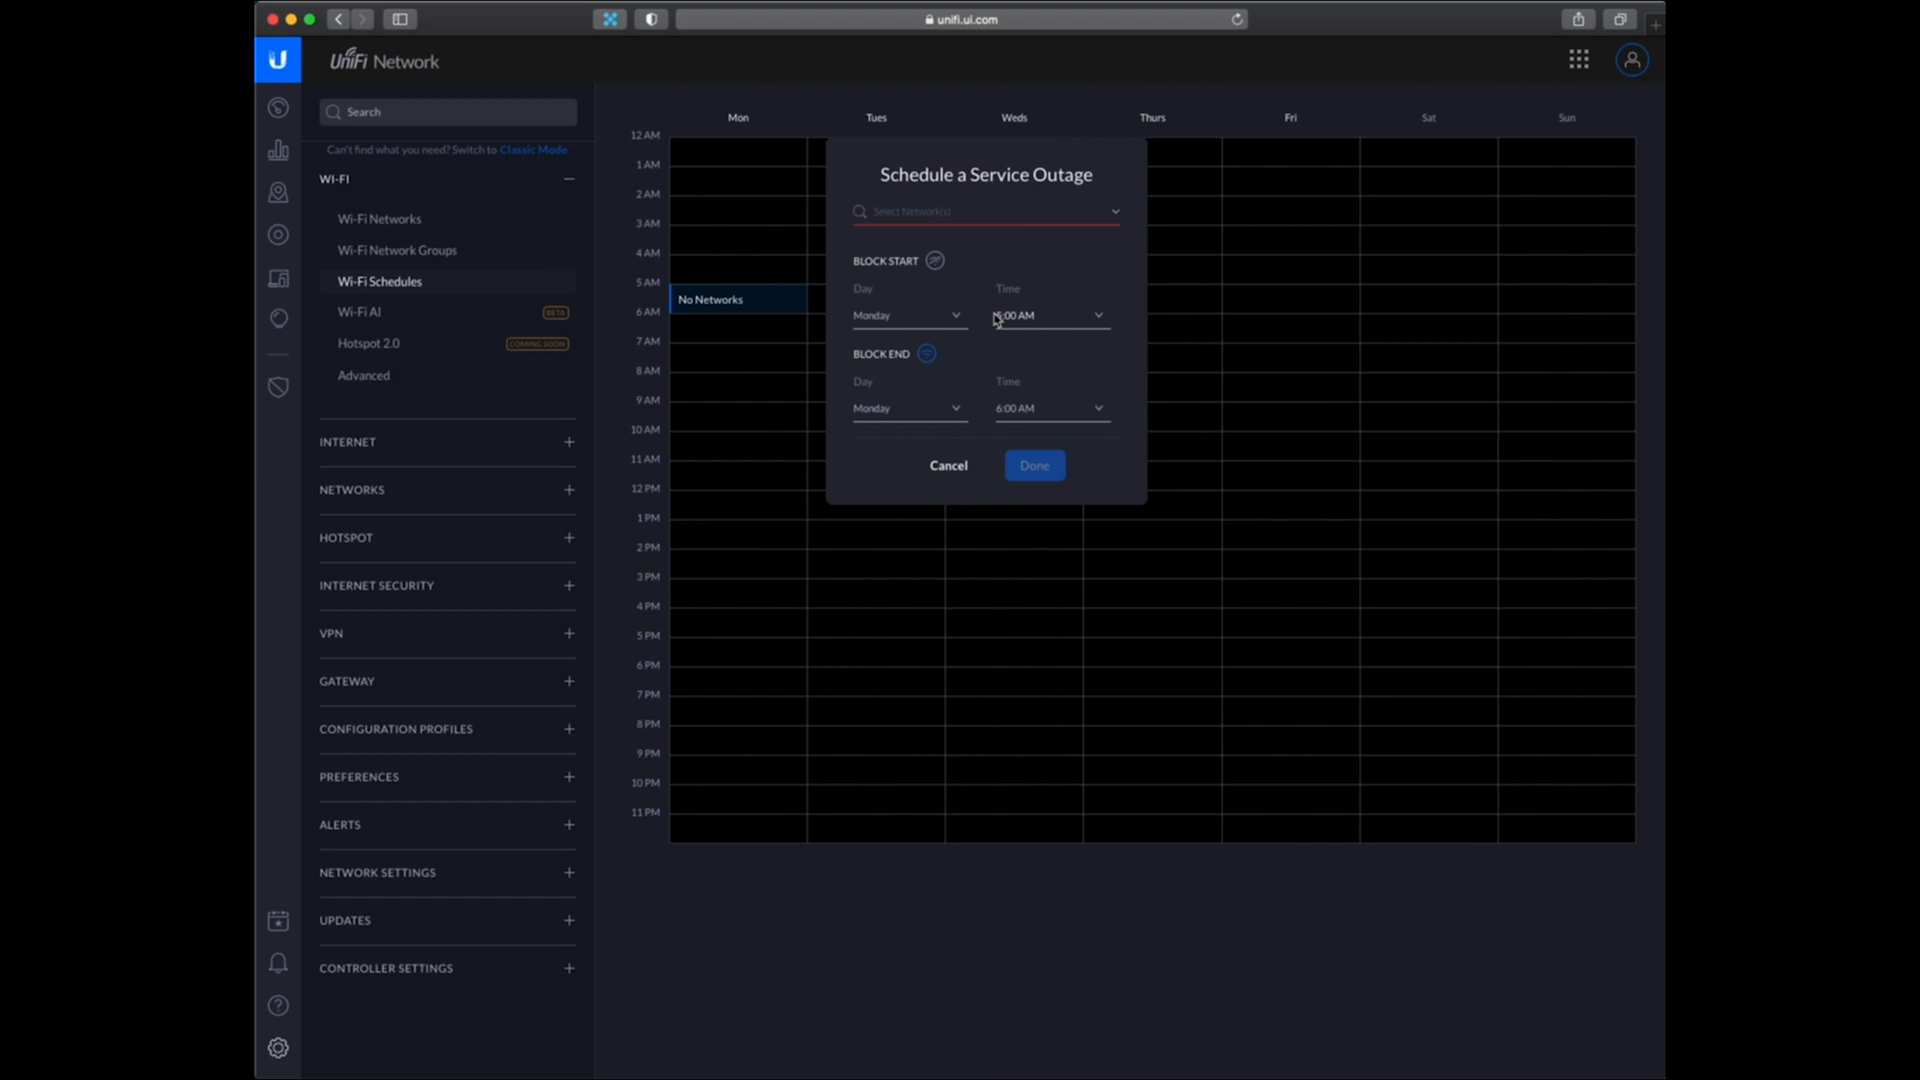 unifi.ui.com
UniFi Network
Search
Can't find what you need? Switch to Classic Mode
WI-FI
Wi-Fi Networks
Wi-Fi Network Groups
Wi-Fi Schedules
Wi-Fi AI BETA
Hotspot 2.0 COMING SOON
Advanced
INTERNET
NETWORKS
HOTSPOT
INTERNET SECURITY
VPN
GATEWAY
CONFIGURATION PROFILES
PREFERENCES
ALERTS
NETWORK SETTINGS
UPDATES
CONTROLLER SETTINGS
Mon Tues Weds Thurs Fri Sat Sun
12 AM
1 AM
2 AM
3 AM
4 AM
5 AM
6 AM
7 AM
8 AM
9 AM
10 AM
11 AM
12 PM
1 PM
2 PM
3 PM
4 PM
5 PM
6 PM
7 PM
8 PM
9 PM
10 PM
11 PM
No Networks
Schedule a Service Outage
Select Network(s)
BLOCK START
Day Time
Monday 5:00 AM
BLOCK END
Day Time
Monday 6:00 AM
Cancel Done